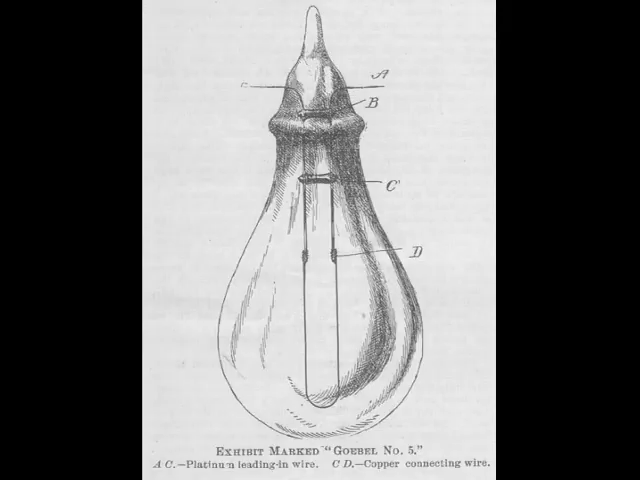 A
B
C
D
EXHIBIT MARKED "GOEBEL NO. 5."
A C.—Platinum leading-in wire. C D.—Copper connecting wire.